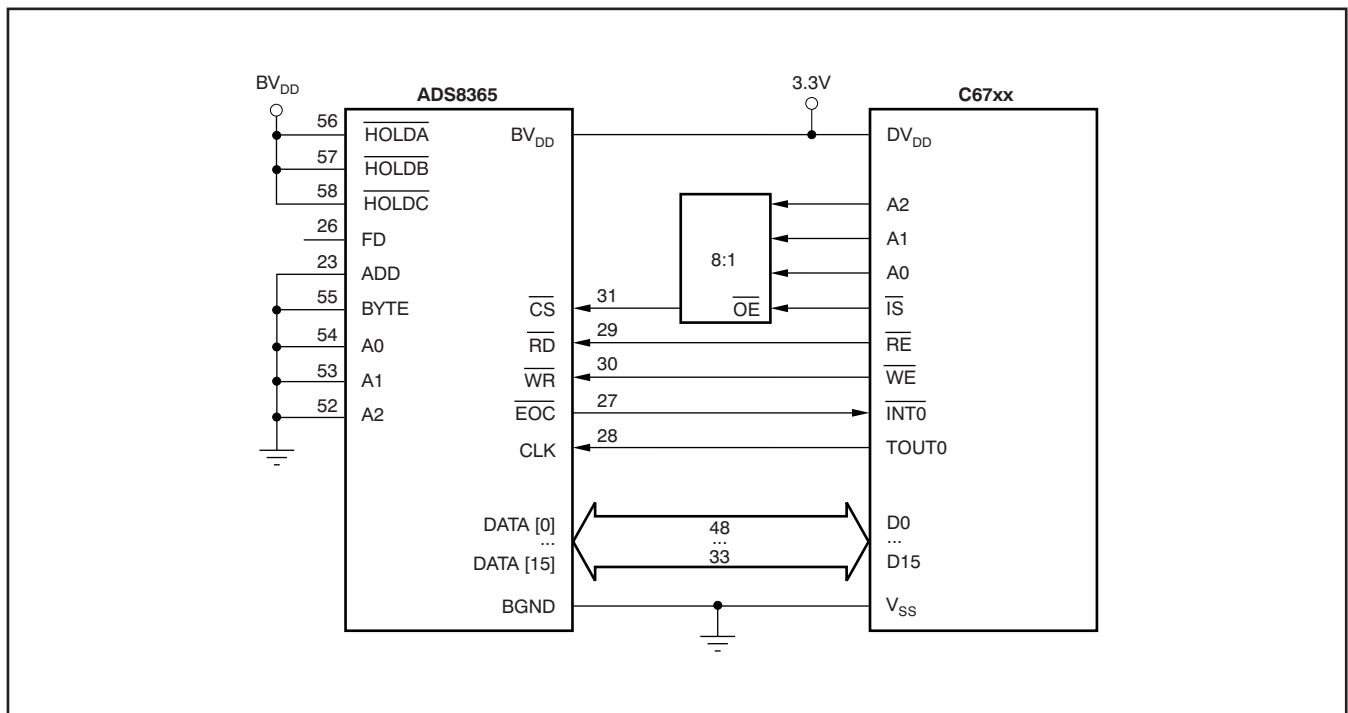 BVDD
ADS8365
3.3V
C67xx
56
HOLDA
BVDD
DVDD
57
HOLDB
58
HOLDC
A2
26
FD
A1
8:1
23
ADD
A0
55
BYTE
31
CS
OE
IS
54
A0
29
RD
RE
53
A1
30
WR
WE
52
A2
27
EOC
INT0
28
CLK
TOUT0
DATA [0]
48
D0
...
...
...
DATA [15]
33
D15
BGND
VSS